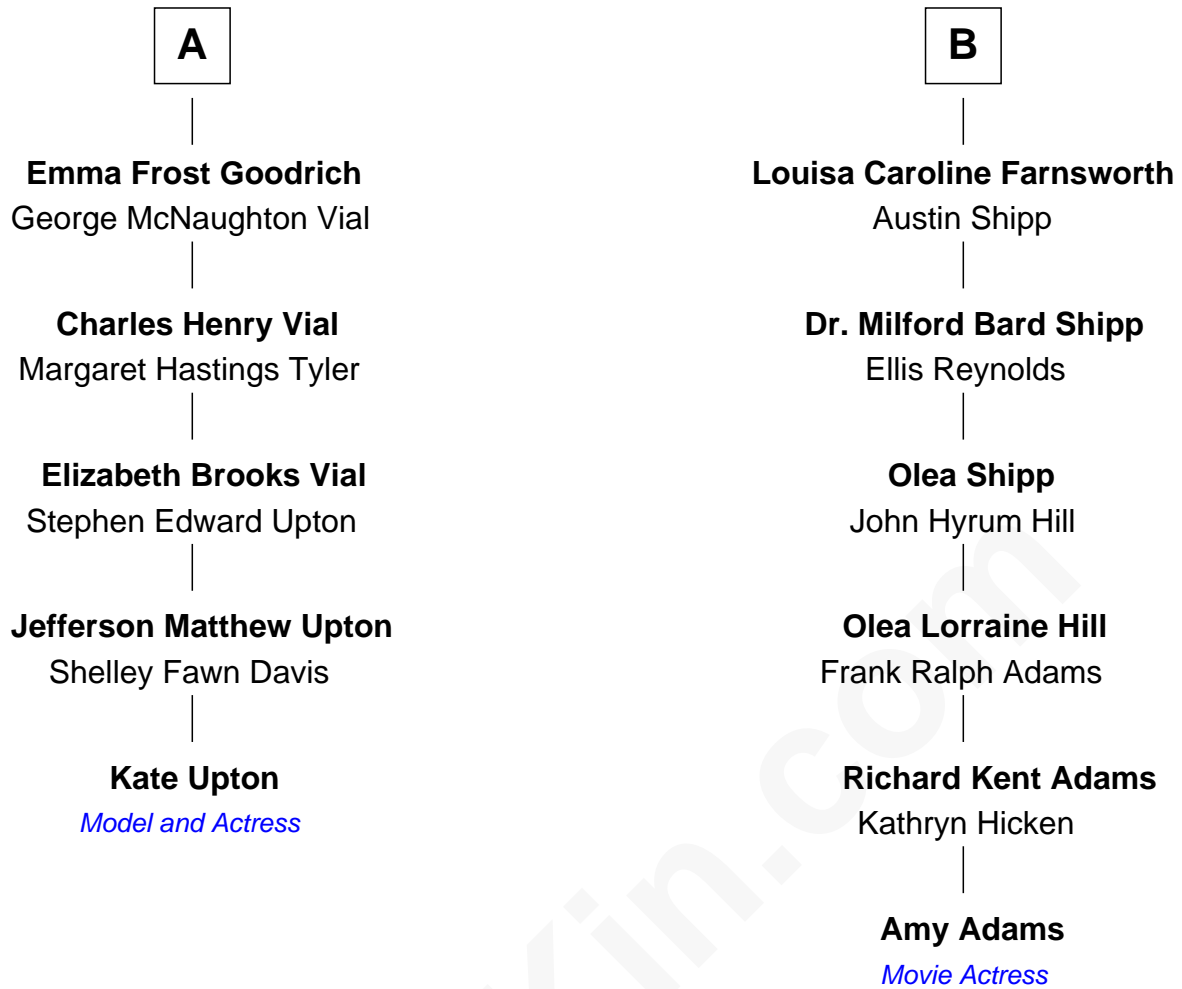 A
Emma Frost Goodrich
George McNaughton Vial
Charles Henry Vial
Margaret Hastings Tyler
Elizabeth Brooks Vial
Stephen Edward Upton
Jefferson Matthew Upton
Shelley Fawn Davis
Kate Upton
Model and Actress
B
Louisa Caroline Farnsworth
Austin Shipp
Dr. Milford Bard Shipp
Ellis Reynolds
Olea Shipp
John Hyrum Hill
Olea Lorraine Hill
Frank Ralph Adams
Richard Kent Adams
Kathryn Hicken
Amy Adams
Movie Actress
Kin.com